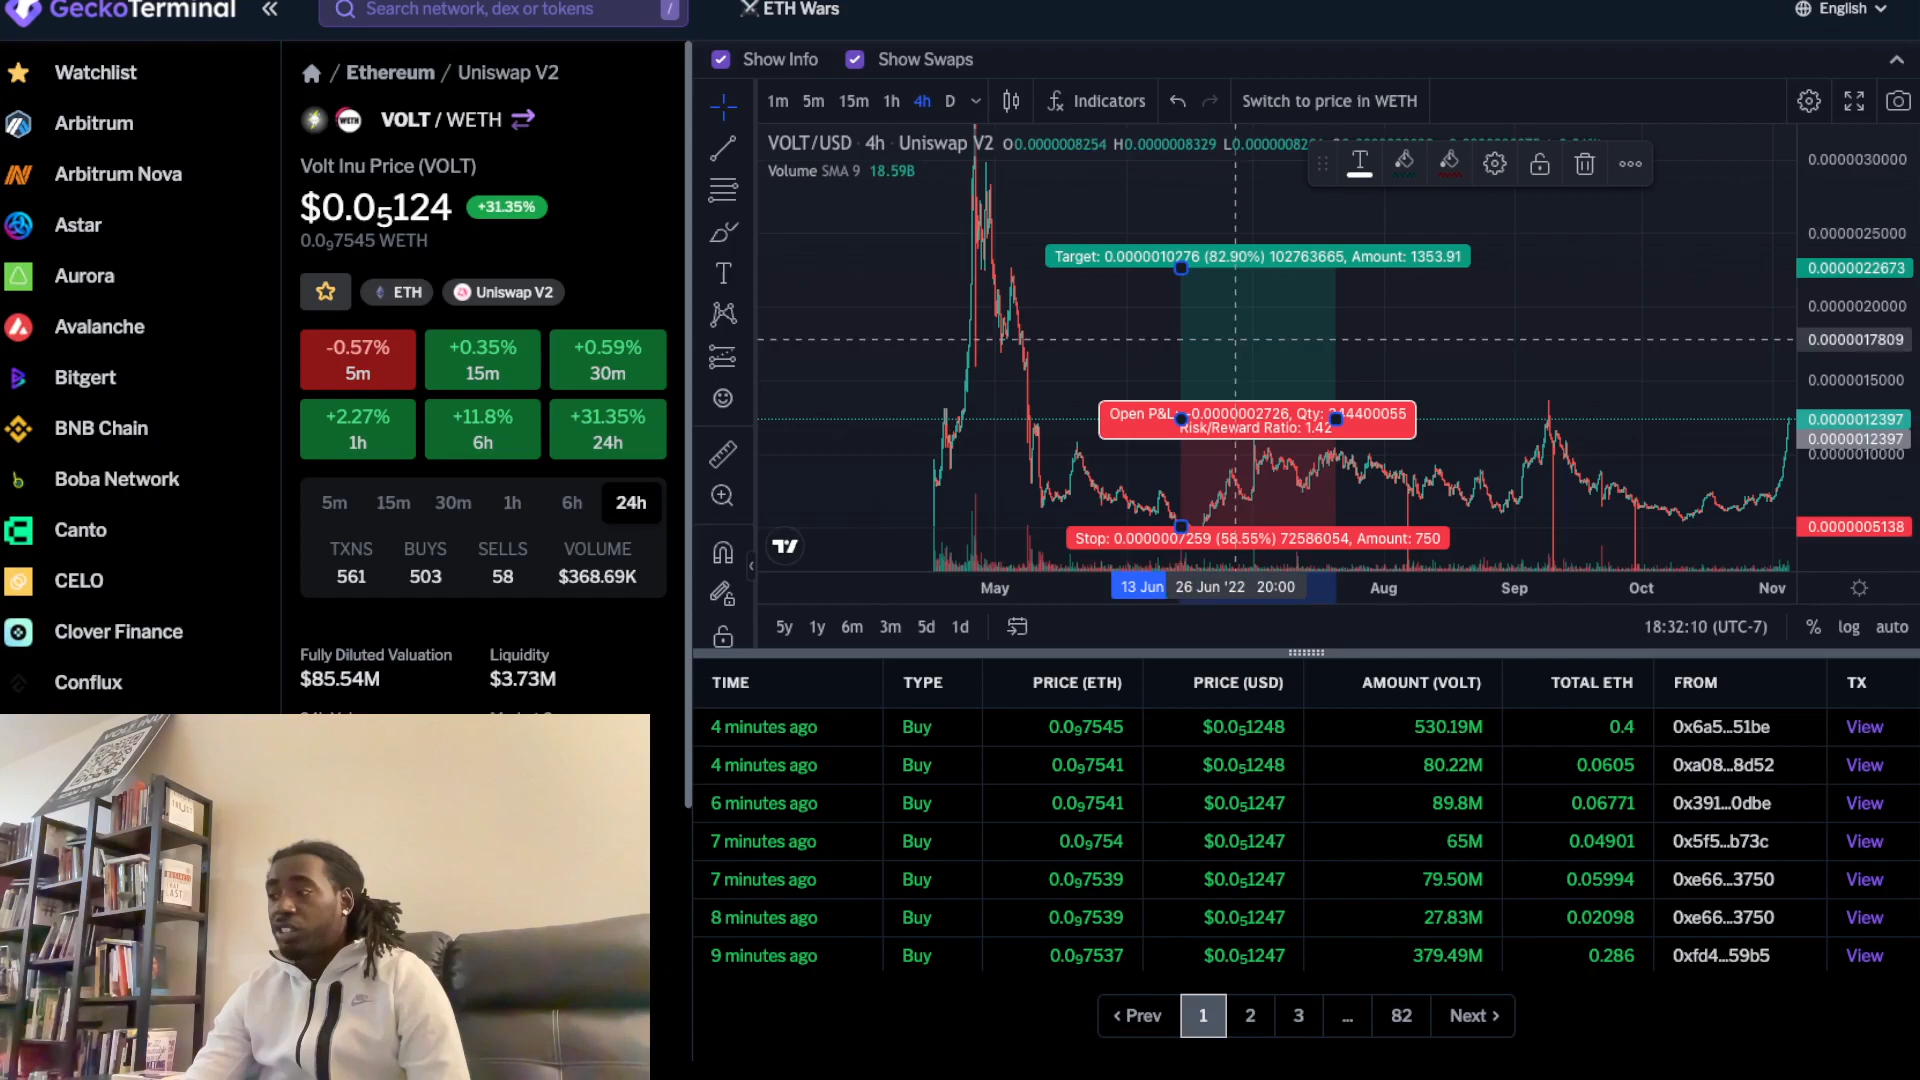 GeckoTerminal
Search network, dex or tokens
/
ETH Wars
English
Watchlist
Arbitrum
Arbitrum Nova
Astar
Aurora
Avalanche
Bitgert
BNB Chain
Boba Network
Canto
CELO
Clover Finance
Conflux
/ Ethereum / Uniswap V2
VOLT / WETH
Volt Inu Price (VOLT)
$0.0₅124 +31.35%
0.0₉7545 WETH
ETH Uniswap V2
-0.57% +0.35% +0.59%
5m 15m 30m
+2.27% +11.8% +31.35%
1h 6h 24h
5m 15m 30m 1h 6h 24h
TXNS BUYS SELLS VOLUME
561 503 58 $368.69K
Fully Diluted Valuation Liquidity
$85.54M $3.73M
Show Info Show Swaps
1m 5m 15m 1h 4h D Indicators Switch to price in WETH
VOLT/USD · 4h · Uniswap V2 O0.0000008254 H0.0000008329
Volume SMA 9 18.59B
Target: 0.0000010276 (82.90%) 102763665, Amount: 1353.91
Open P&L: -0.0000002726, Qty:
Risk/Reward Ratio: 1.42
Stop: 0.0000007259 (58.55%) 72586054, Amount: 750
0.0000030000
0.0000025000
0.0000022673
0.0000020000
0.0000017809
0.0000015000
0.0000012397
0.0000012397
0.0000010000
0.0000005138
May 13 Jun 26 Jun '22 20:00 Aug Sep Oct Nov
5y 1y 6m 3m 5d 1d 18:32:10 (UTC-7) % log auto
TIME TYPE PRICE (ETH) PRICE (USD) AMOUNT (VOLT) TOTAL ETH FROM TX
4 minutes ago Buy 0.0₉7545 $0.0₅1248 530.19M 0.4 0x6a5...51be View
4 minutes ago Buy 0.0₉7541 $0.0₅1248 80.22M 0.0605 0xa08...8d52 View
6 minutes ago Buy 0.0₉7541 $0.0₅1247 89.8M 0.06771 0x391...0dbe View
7 minutes ago Buy 0.0₉754 $0.0₅1247 65M 0.04901 0x5f5...b73c View
7 minutes ago Buy 0.0₉7539 $0.0₅1247 79.50M 0.05994 0xe66...3750 View
8 minutes ago Buy 0.0₉7539 $0.0₅1247 27.83M 0.02098 0xe66...3750 View
9 minutes ago Buy 0.0₉7537 $0.0₅1247 379.49M 0.286 0xfd4...59b5 View
‹ Prev 1 2 3 ... 82 Next ›